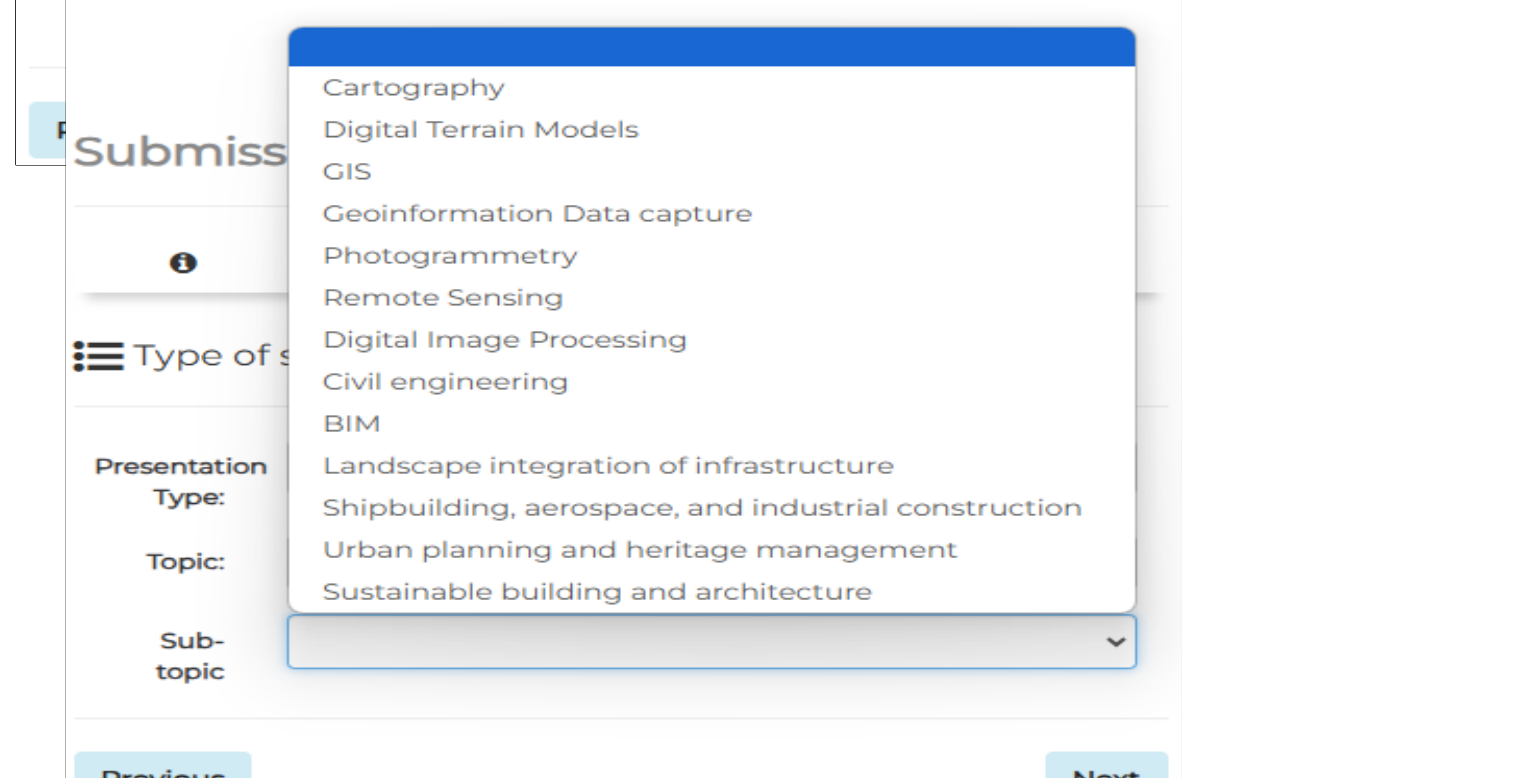 Cartography
Digital Terrain Models
Submiss
GIS
Geoinformation Data capture
Photogrammetry
Remote Sensing
Digital Image Processing
Type of s
Civil engineering
BIM
Presentation
Type:
Landscape integration of infrastructure
Shipbuilding, aerospace, and industrial construction
Topic:
Urban planning and heritage management
Sustainable building and architecture
Sub-
topic
Previous
Next